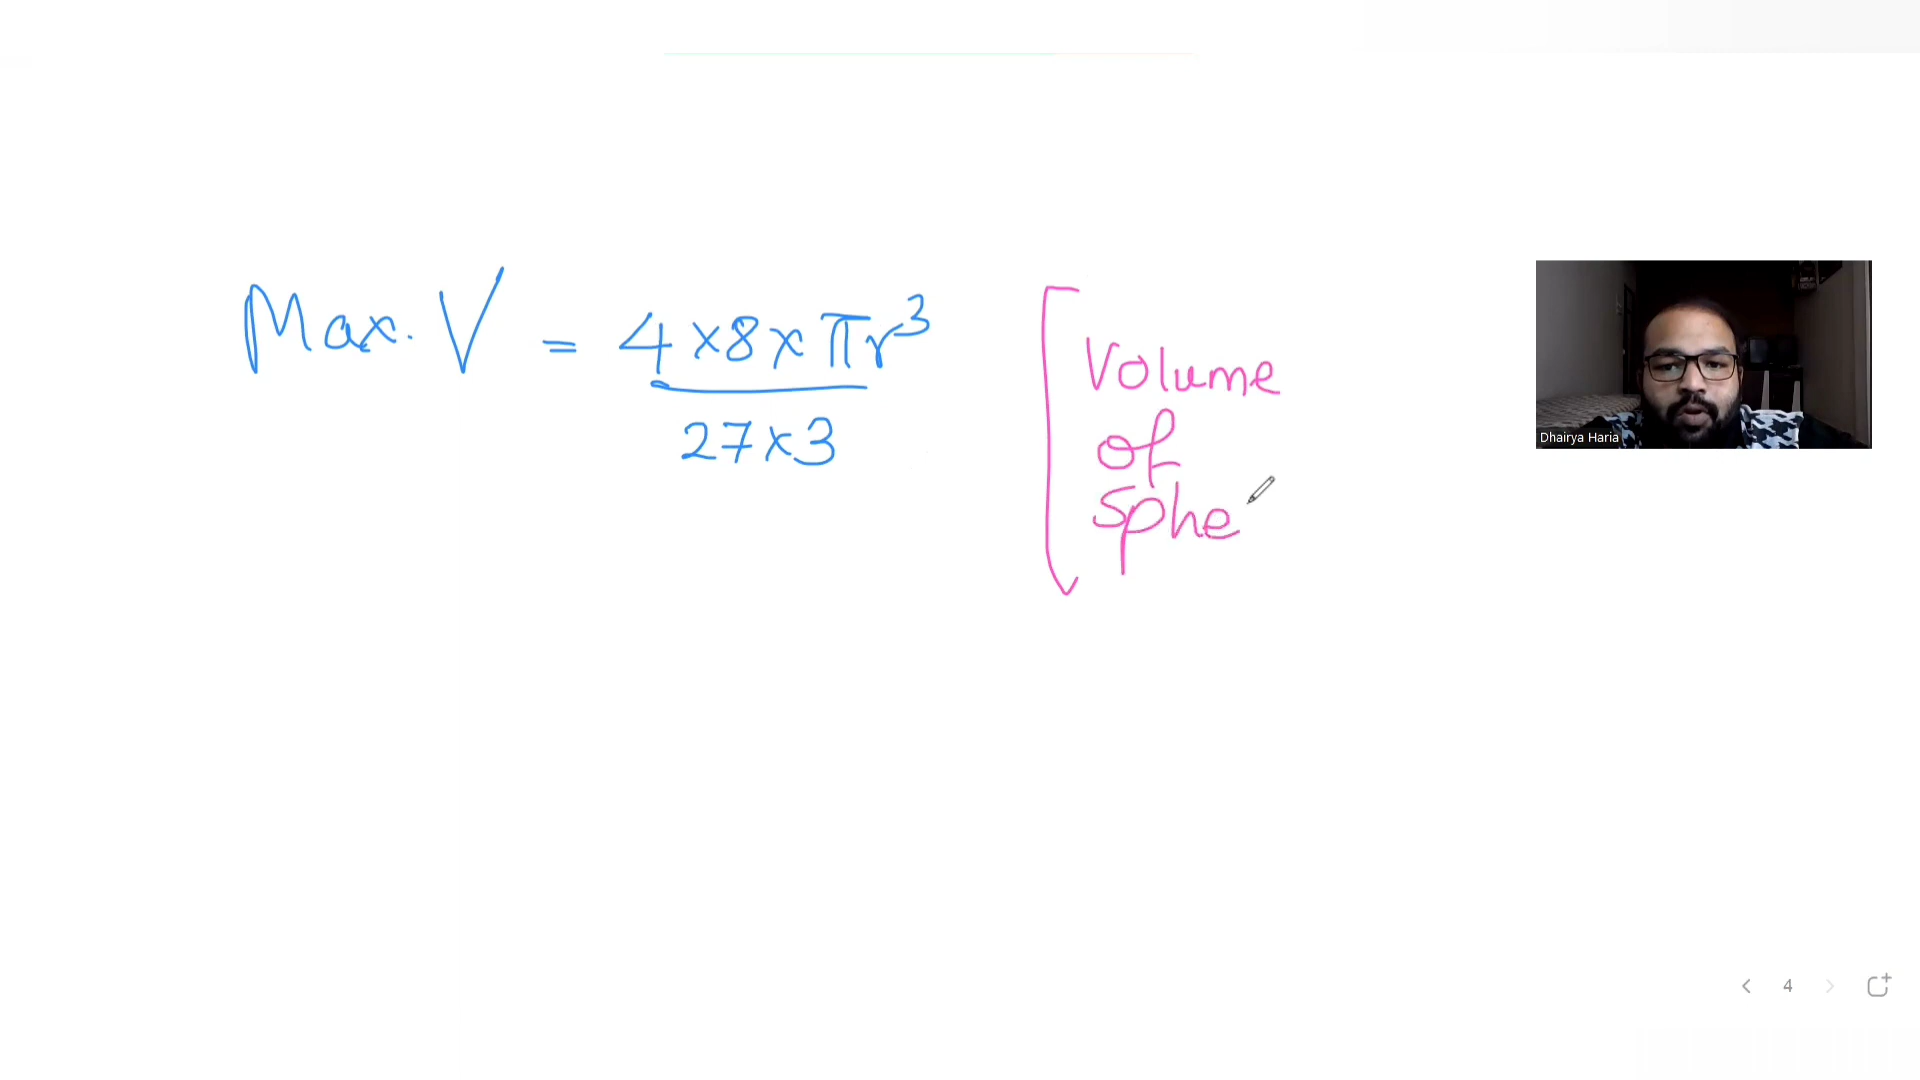 Max. V = 4 x 8 x πr³
27 x 3
Volume
of
Sphe
Dhairya Haria
4